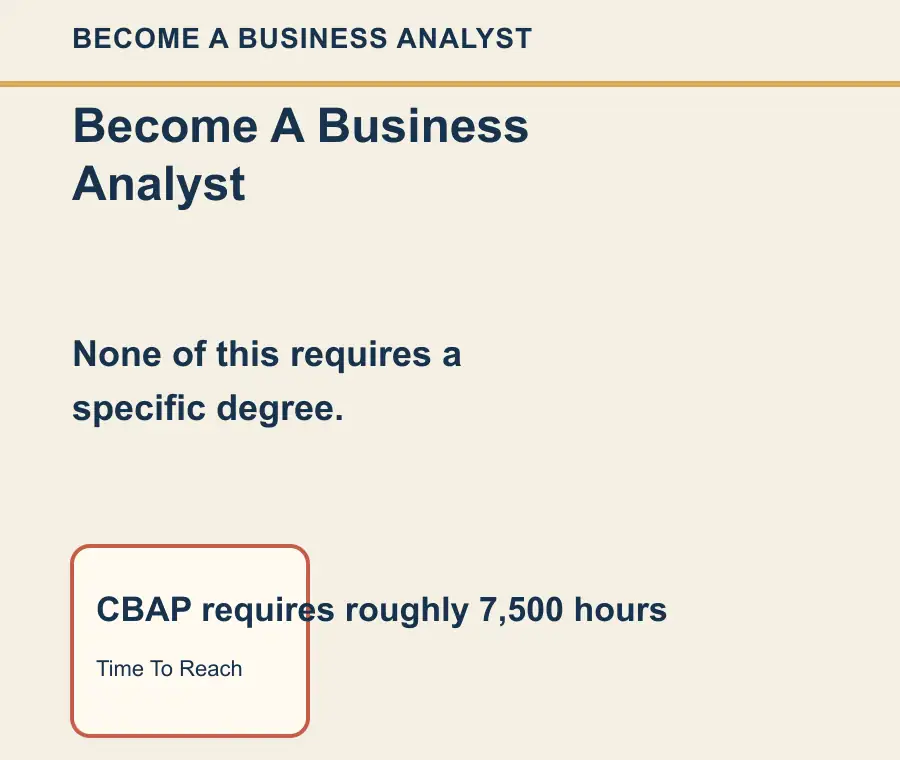 BECOME A BUSINESS ANALYST
Become A Business
Analyst
None of this requires a
specific degree.
CBAP requires roughly 7,500 hours
Time To Reach